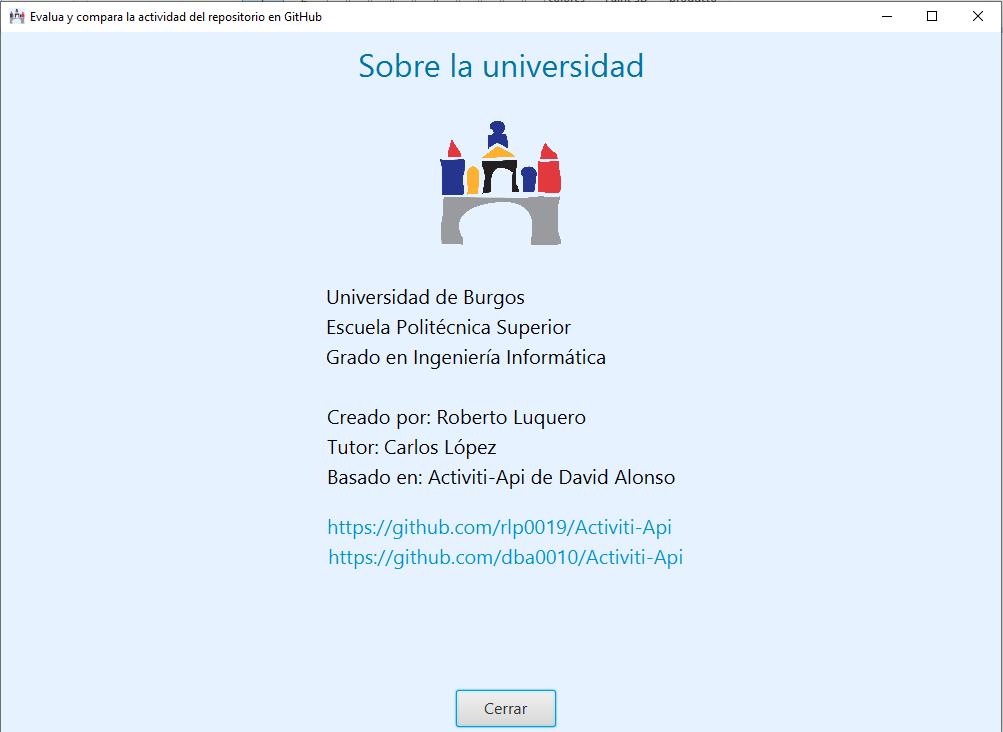 Evalua y compara la actividad del repositorio en GitHub
Sobre la universidad
Universidad de Burgos
Escuela Politécnica Superior
Grado en Ingeniería Informática
Creado por: Roberto Luquero
Tutor: Carlos López
Basado en: Activiti-Api de David Alonso
https://github.com/rlp0019/Activiti-Api
https://github.com/dba0010/Activiti-Api
Cerrar